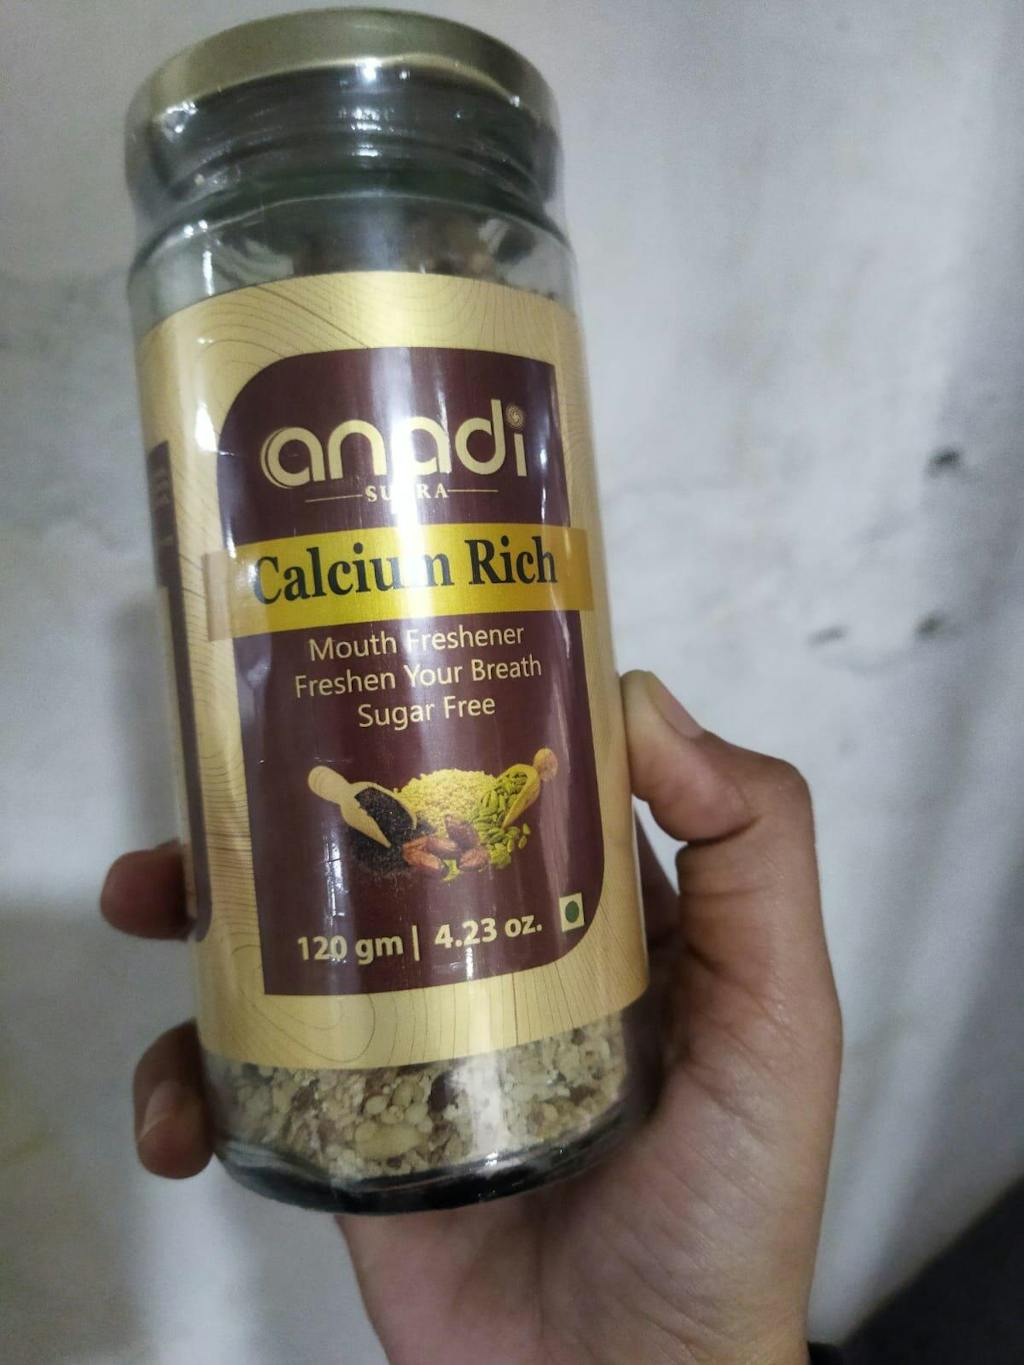 anadi
Calcium Rich
Mouth Freshener
Freshen Your Breath
Sugar Free
120 gm | 4.23 oz.